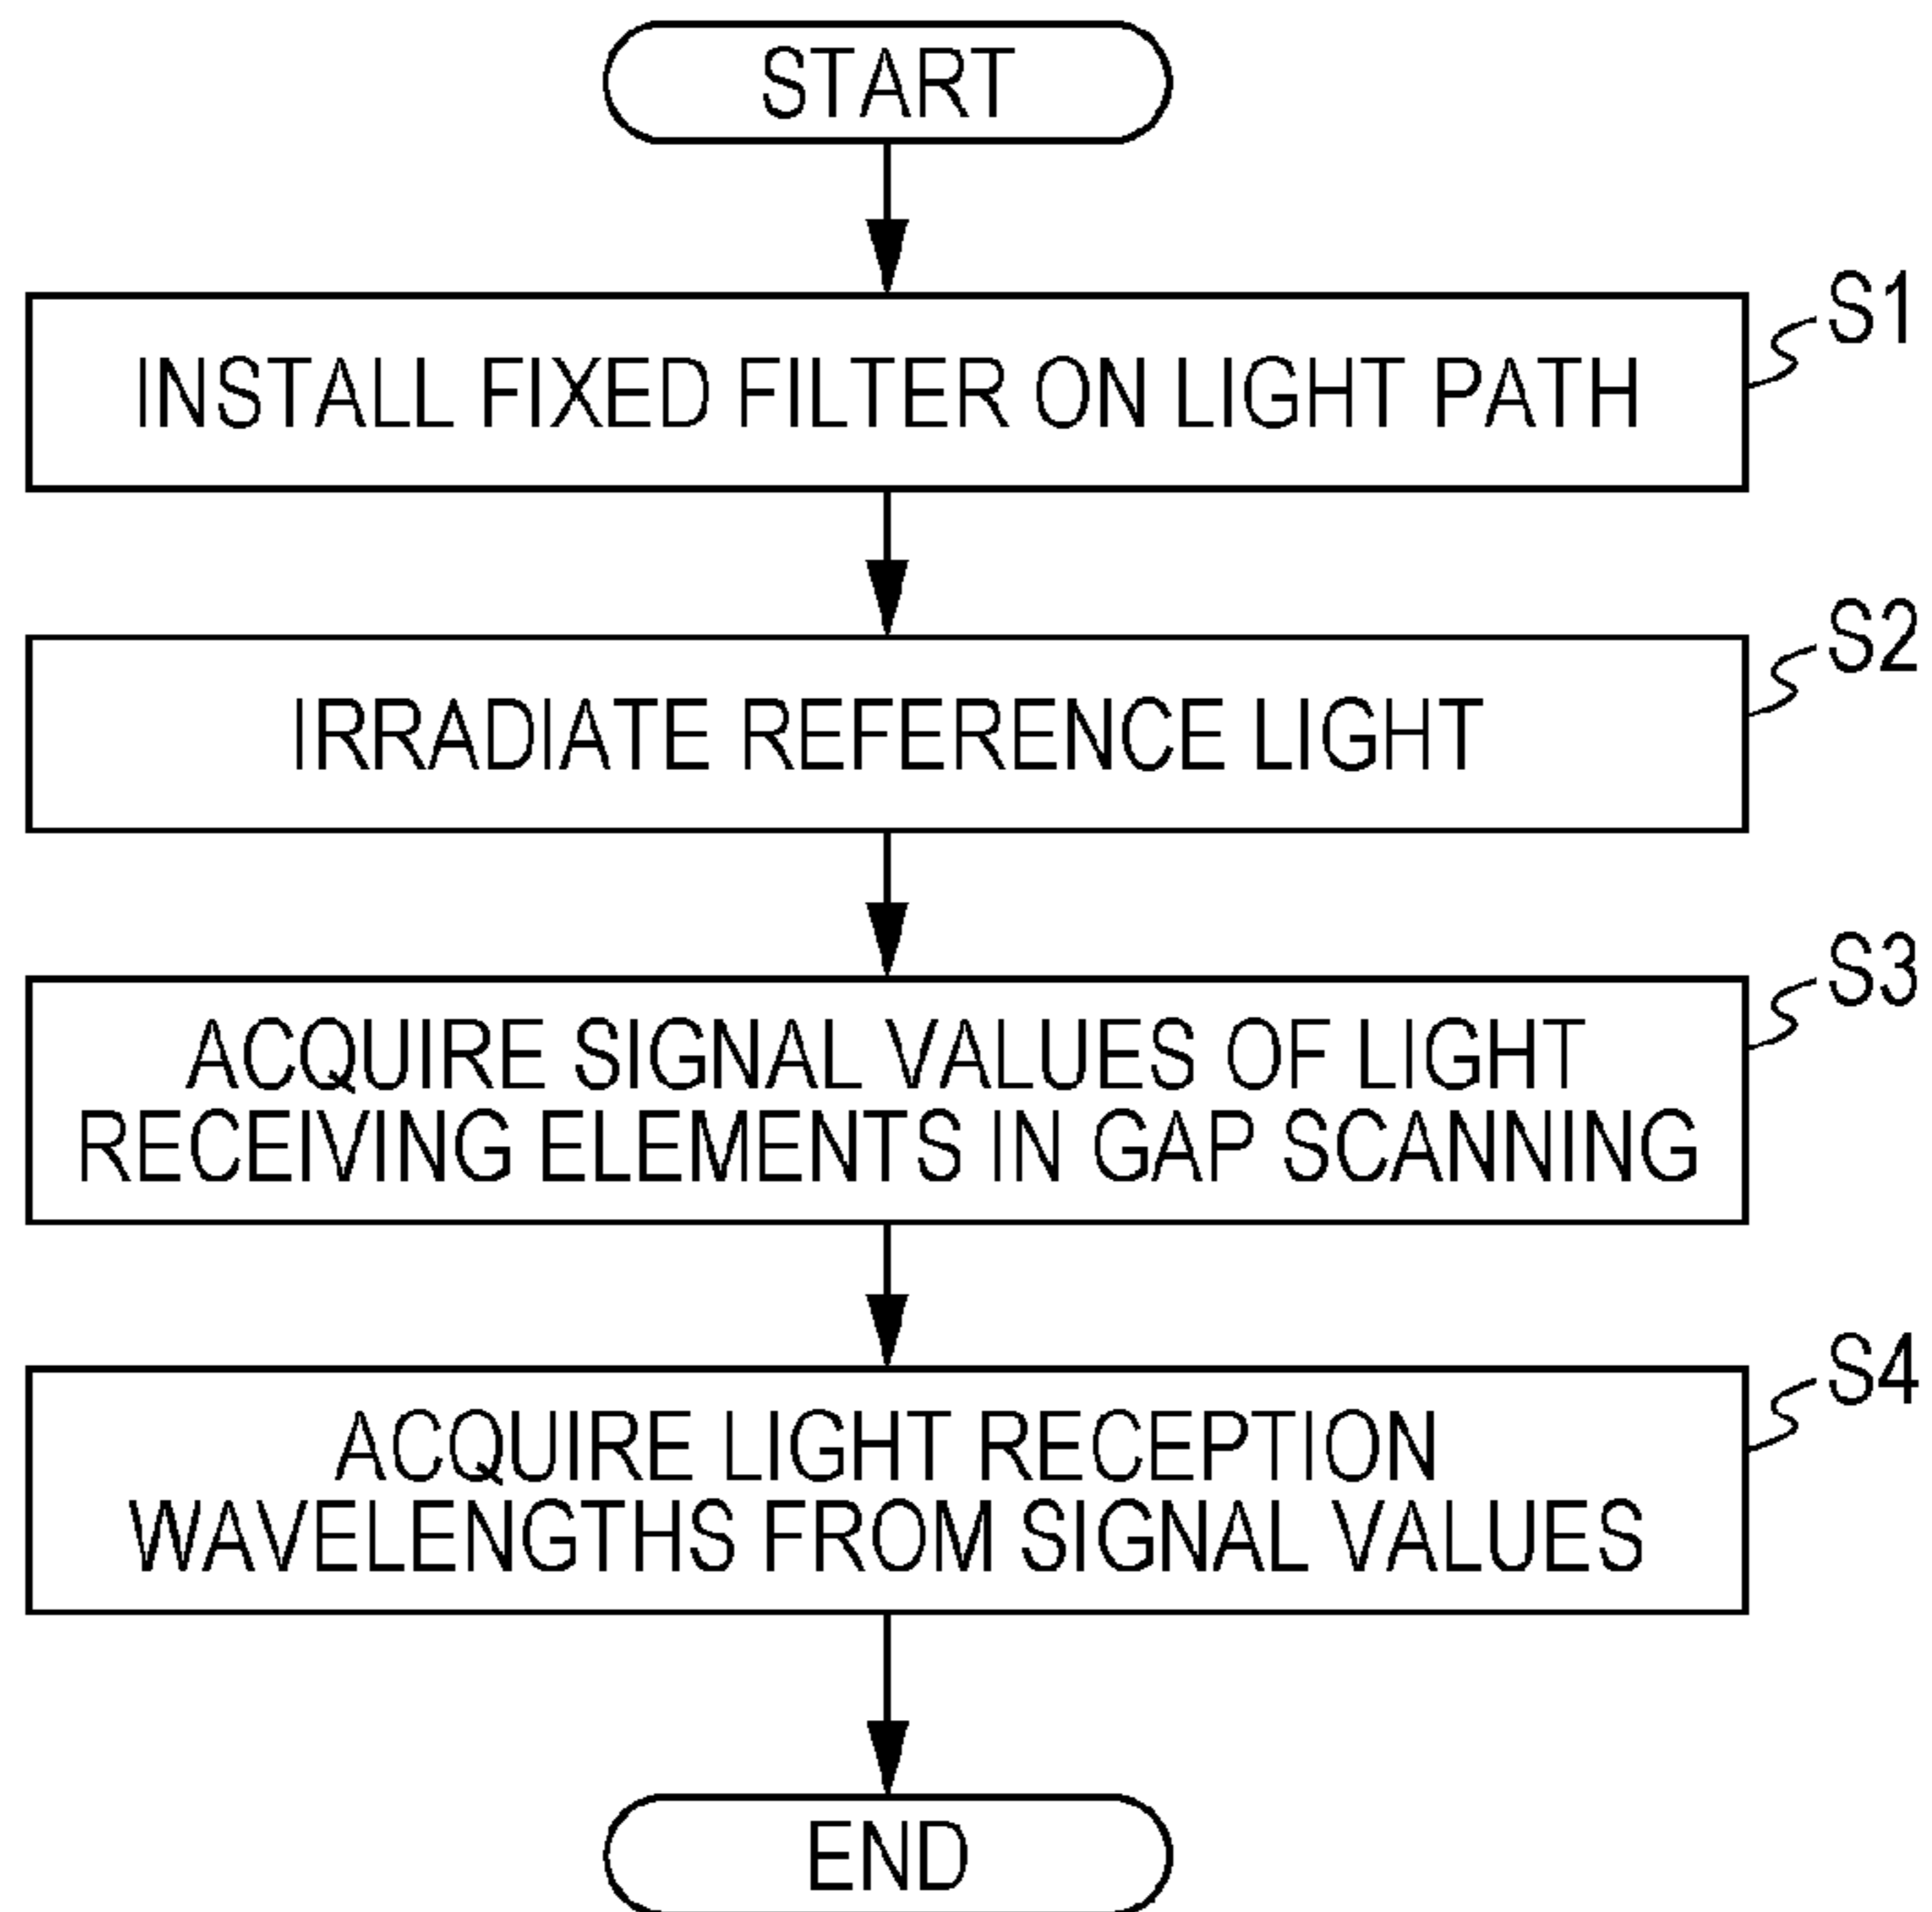 START
S1
INSTALL FIXED FILTER ON LIGHT PATH
S2
IRRADIATE REFERENCE LIGHT
S3
ACQUIRE SIGNAL VALUES OF LIGHT
RECEIVING ELEMENTS IN GAP SCANNING
S4
ACQUIRE LIGHT RECEPTION
WAVELENGTHS FROM SIGNAL VALUES
END